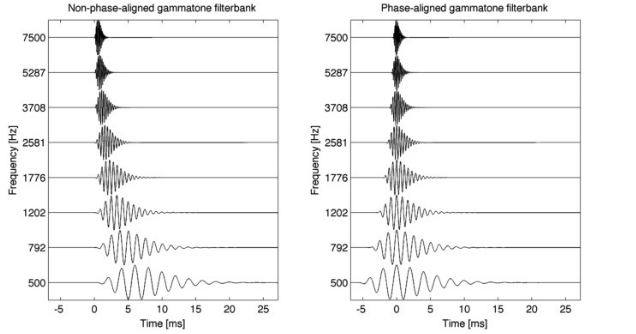 Non-phase-aligned gammatone filterbank
Frequency [Hz]
7500
5287
3708
2581
1776
1202
792
500
-5 0 5 10 15 20 25
Time [ms]
Phase-aligned gammatone filterbank
Frequency [Hz]
7500
5287
3708
2581
1776
1202
792
500
-5 0 5 10 15 20 25
Time [ms]